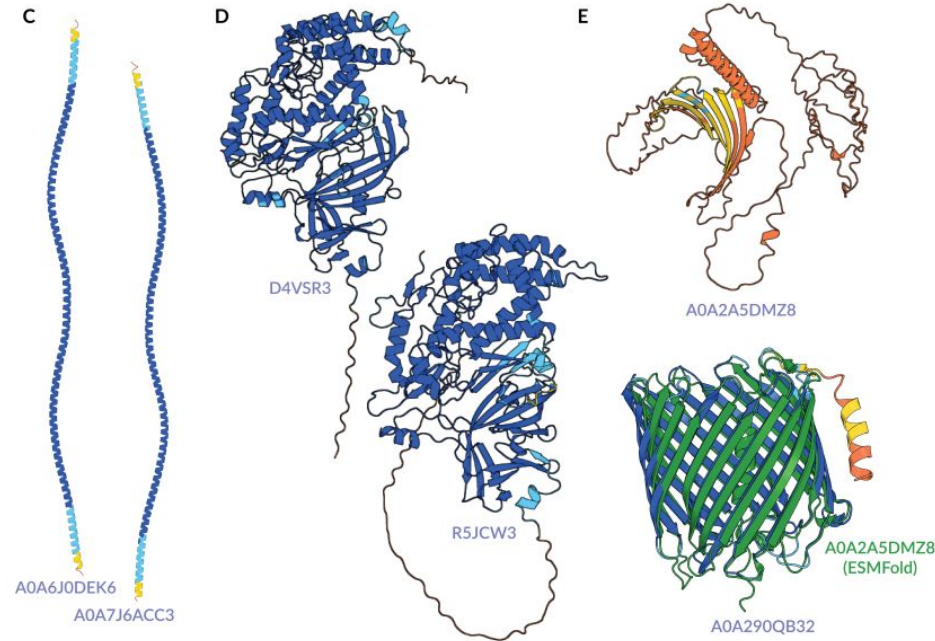 C
D
E
A0A6J0DEK6
A0A7J6ACC3
D4VSR3
R5JCW3
A0A2A5DMZ8
A0A2A5DMZ8
(ESMFold)
A0A290QB32